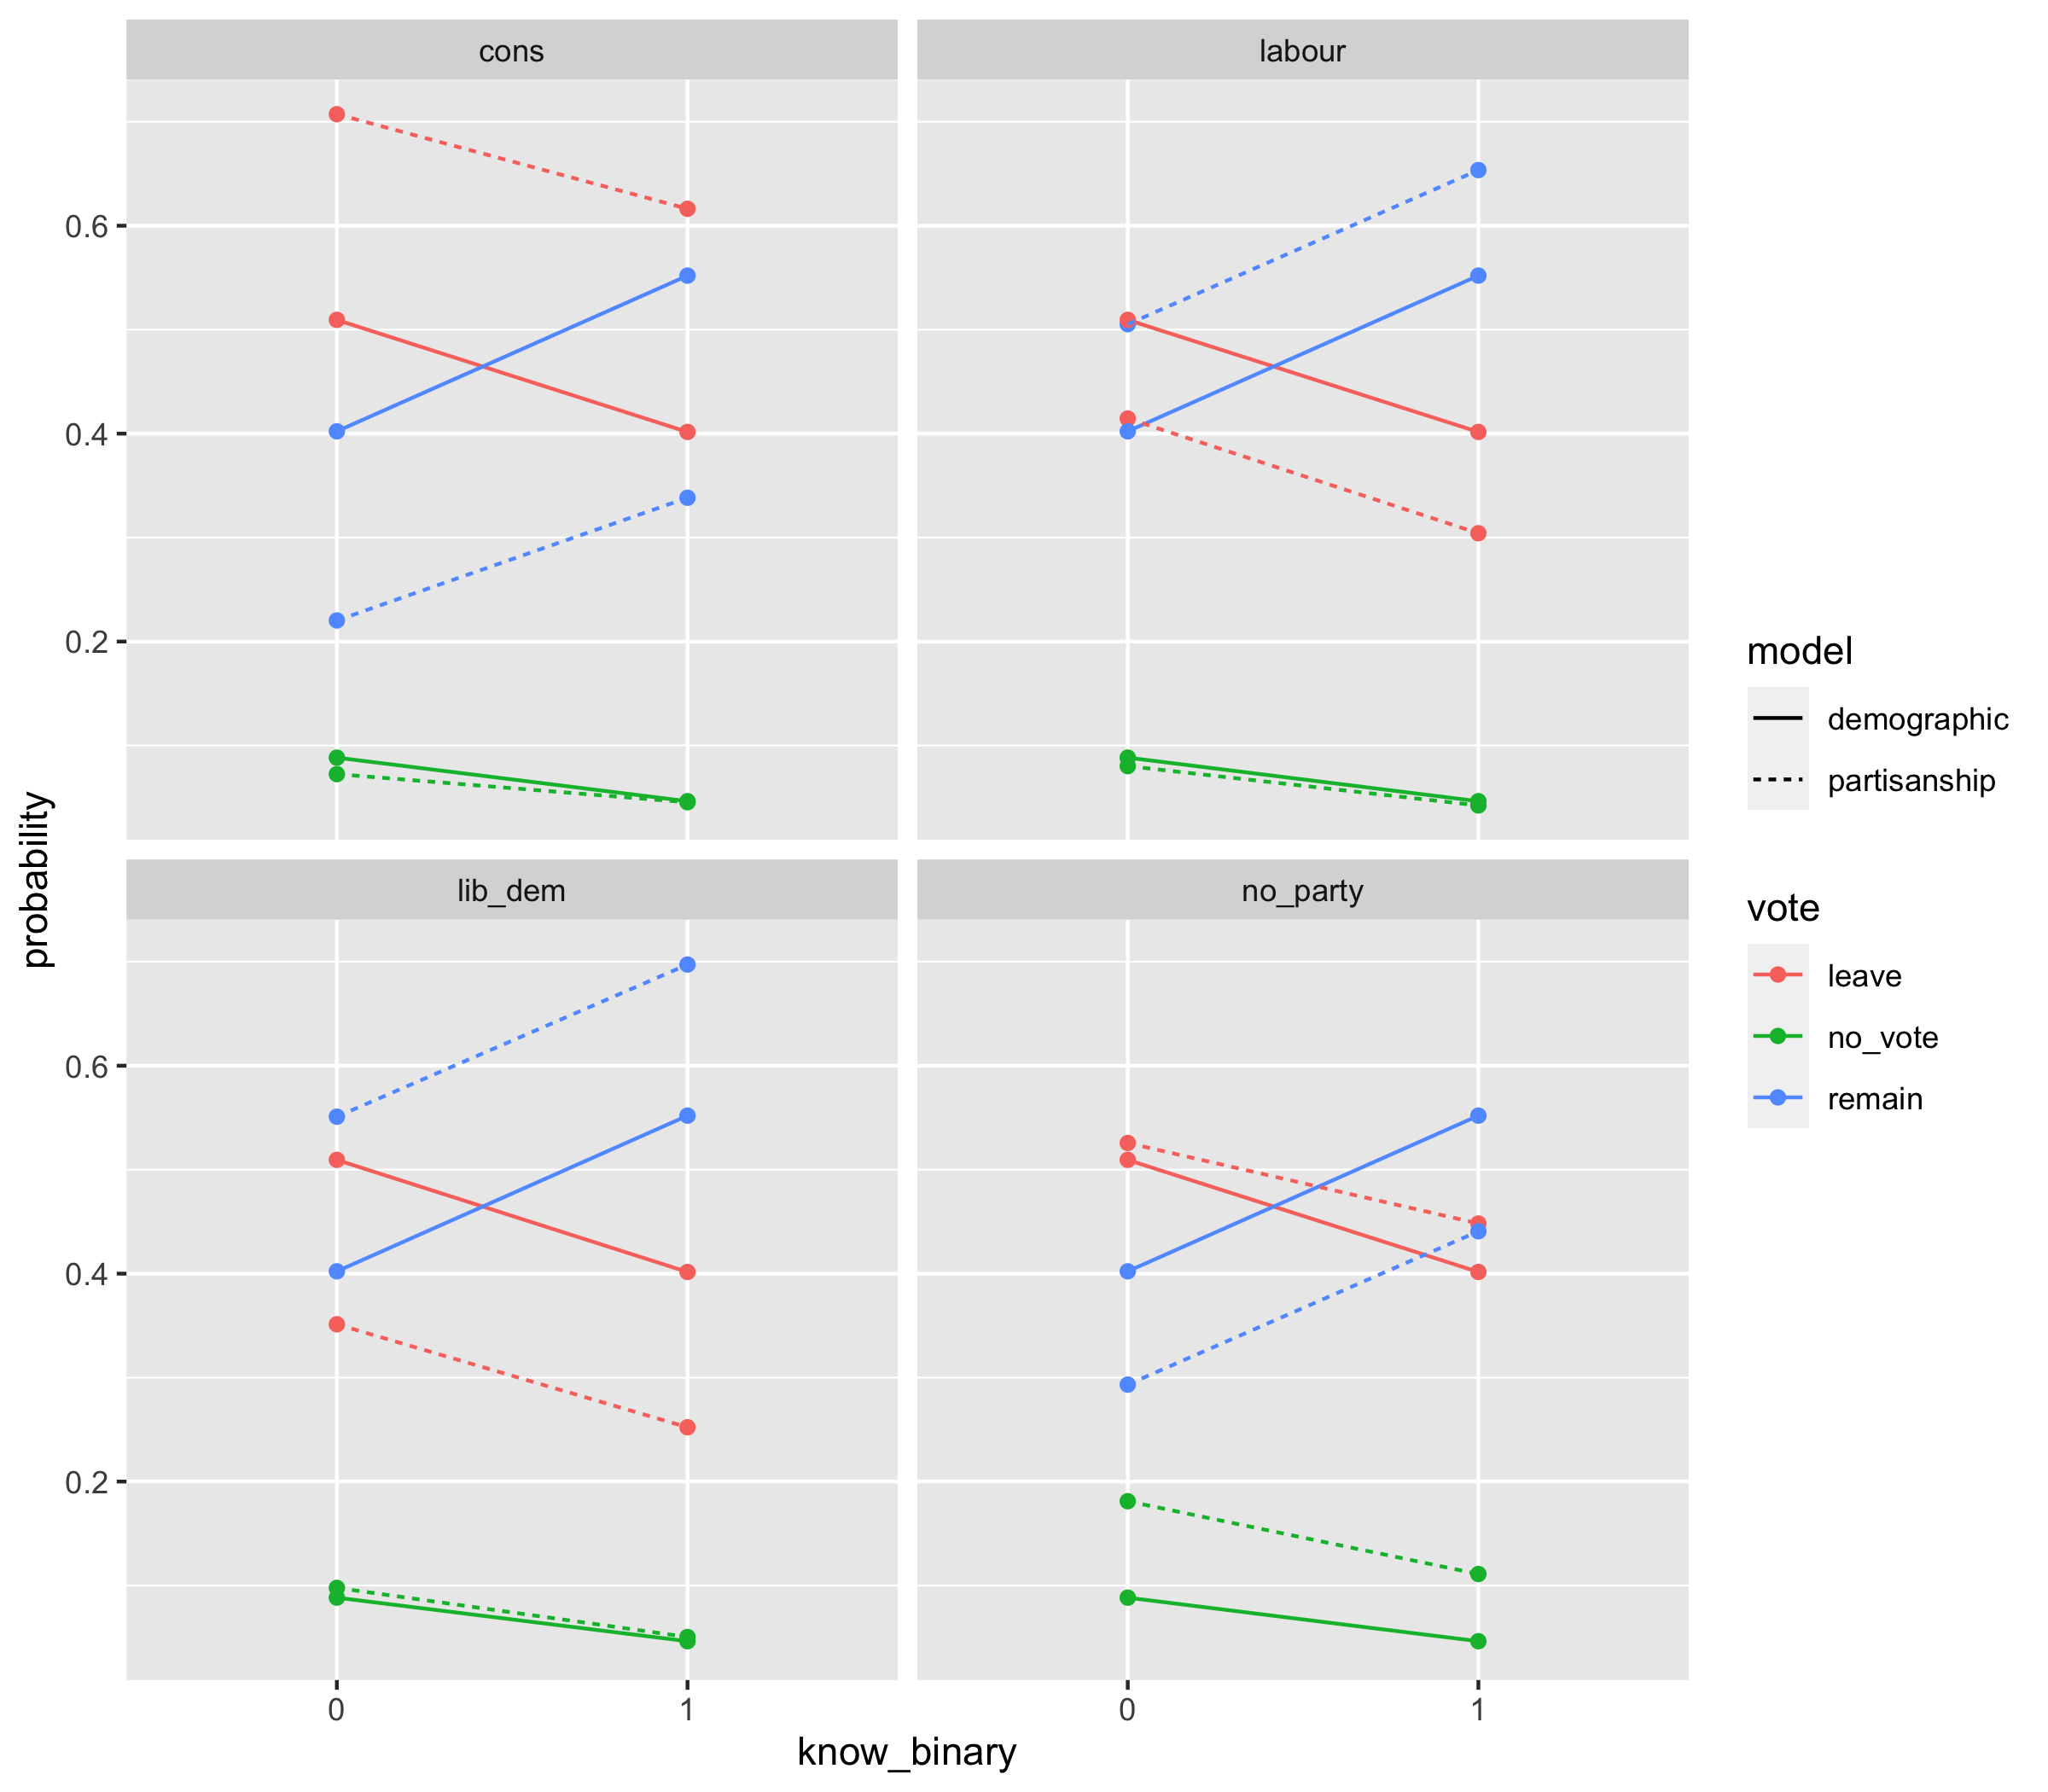 cons
labour
0.6
0.4
0.2
lib_dem
no_party
0.6
0.4
0.2
0
1
0
1
know_binary
probability
model
demographic
partisanship
vote
leave
no_vote
remain